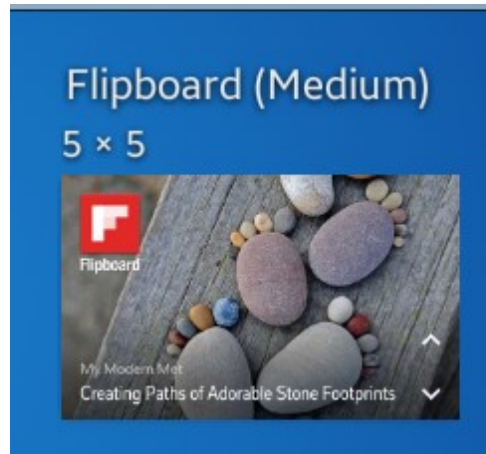 Flipboard (Medium)
5 × 5
Flipboard
My Modern Met
Creating Paths of Adorable Stone Footprints